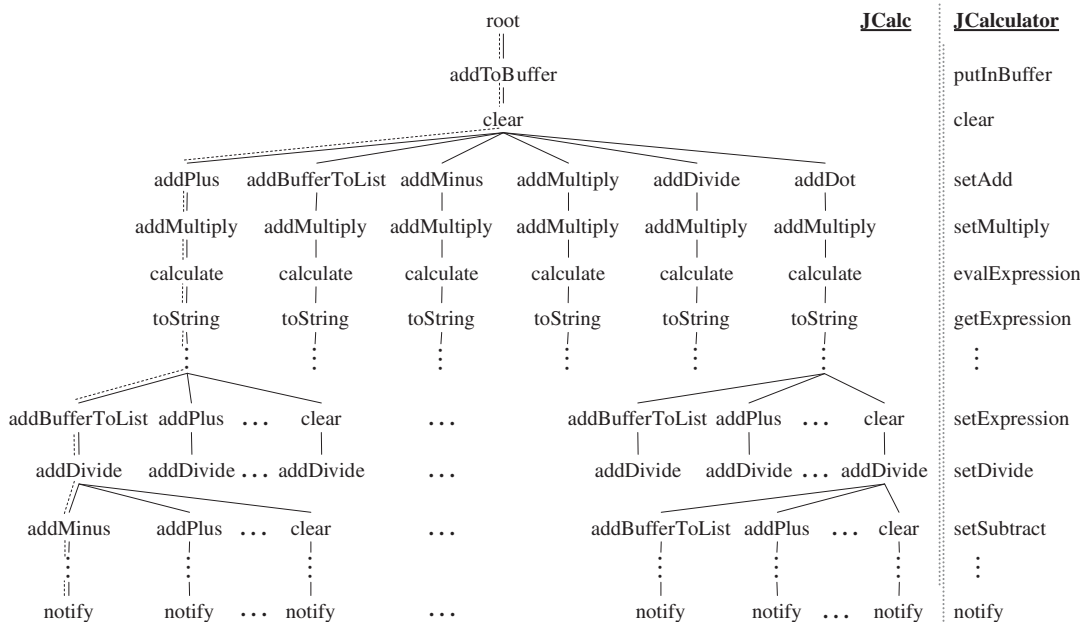 root JCalc JCalculator
addToBuffer putInBuffer
clear clear
addPlus addBufferToList addMinus addMultiply addDivide addDot setAdd
addMultiply addMultiply addMultiply addMultiply addMultiply addMultiply setMultiply
calculate calculate calculate calculate calculate calculate evalExpression
toString toString toString toString toString toString getExpression
addBufferToList addPlus ... clear ... addBufferToList addPlus ... clear setExpression
addDivide addDivide ... addDivide ... addDivide addDivide ... addDivide setDivide
addMinus addPlus ... clear ... addBufferToList addPlus ... clear setSubtract
notify notify ... notify ... notify notify ... notify notify